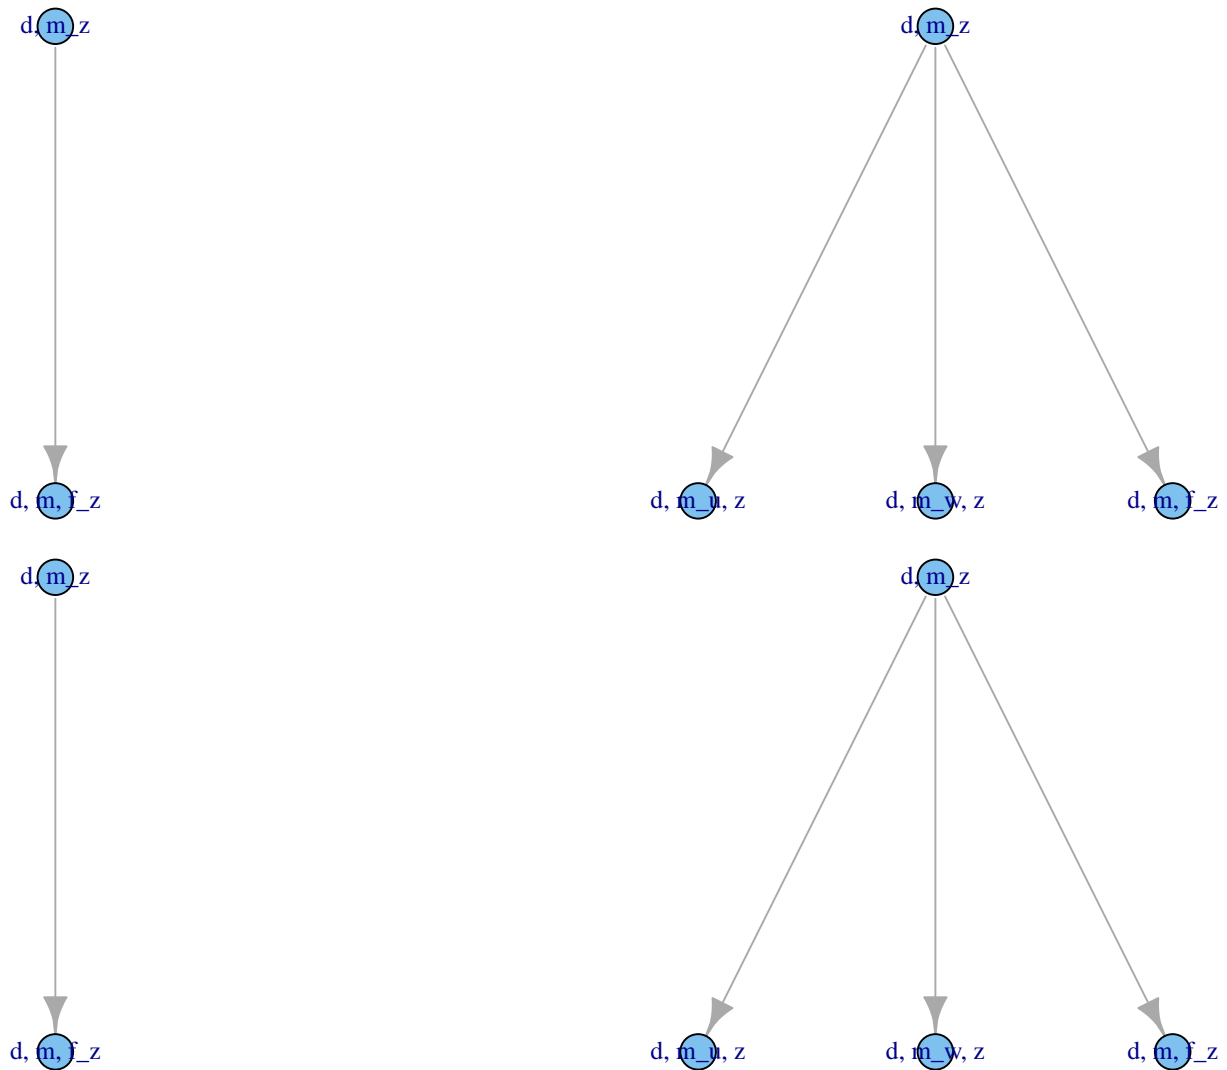 d, m_z
d, m_z
d, m, f_z
d, m_u, z
d, m_w, z
d, m, f_z
d, m_z
d, m_z
d, m, f_z
d, m_u, z
d, m_w, z
d, m, f_z